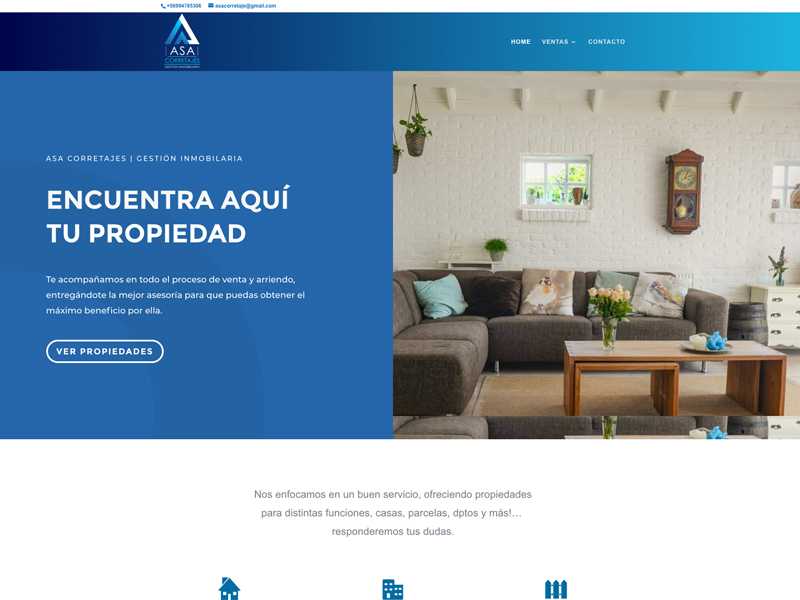 +56994785306
asacorretaje@gmail.com
ASA
CORRETAJES
GESTIÓN INMOBILIARIA
HOME
VENTAS
CONTACTO
ASA CORRETAJES | GESTIÓN INMOBILARIA
ENCUENTRA AQUÍ
TU PROPIEDAD
Te acompañamos en todo el proceso de venta y arriendo,
entregándote la mejor asesoría para que puedas obtener el
máximo beneficio por ella.
VER PROPIEDADES
Nos enfocamos en un buen servicio, ofreciendo propiedades
para distintas funciones, casas, parcelas, dptos y más!…
responderemos tus dudas.